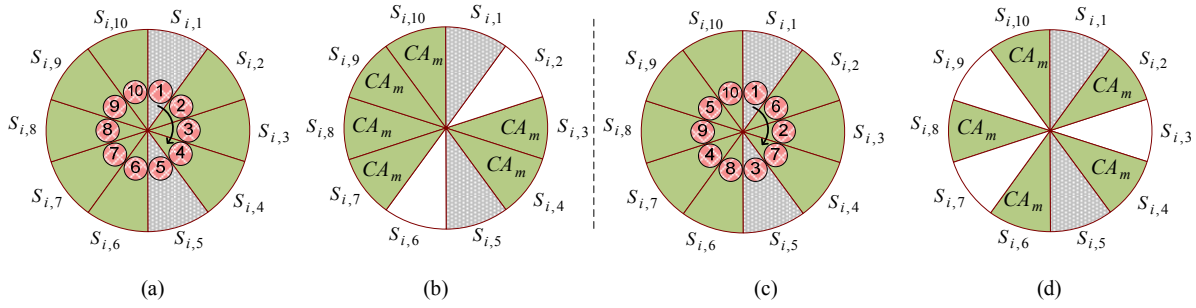 S_{i,10} S_{i,1} S_{i,2} S_{i,3} S_{i,4} S_{i,5} S_{i,6} S_{i,7} S_{i,8} S_{i,9}
1 2 3 4 5 6 7 8 9 10
(a)
S_{i,10} S_{i,1} S_{i,2} S_{i,3} S_{i,4} S_{i,5} S_{i,6} S_{i,7} S_{i,8} S_{i,9}
CA_m CA_m CA_m CA_m CA_m CA_m
(b)
S_{i,10} S_{i,1} S_{i,2} S_{i,3} S_{i,4} S_{i,5} S_{i,6} S_{i,7} S_{i,8} S_{i,9}
1 6 2 7 3 8 4 9 5 10
(c)
S_{i,10} S_{i,1} S_{i,2} S_{i,3} S_{i,4} S_{i,5} S_{i,6} S_{i,7} S_{i,8} S_{i,9}
CA_m CA_m CA_m CA_m CA_m
(d)